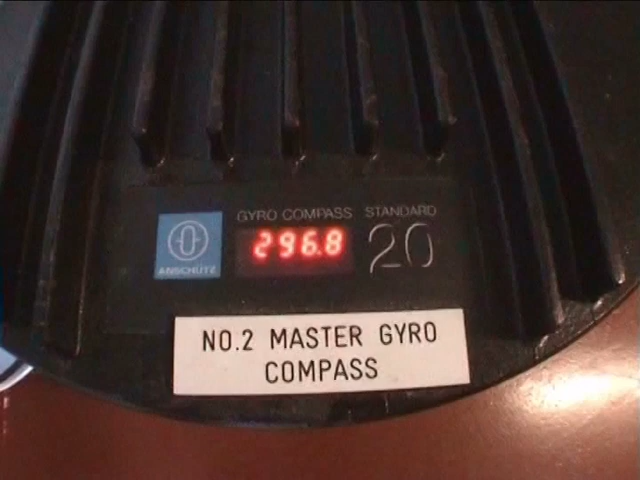 GYRO COMPASS STANDARD
ANSCHÜTZ
296.8
20
NO.2 MASTER GYRO
COMPASS